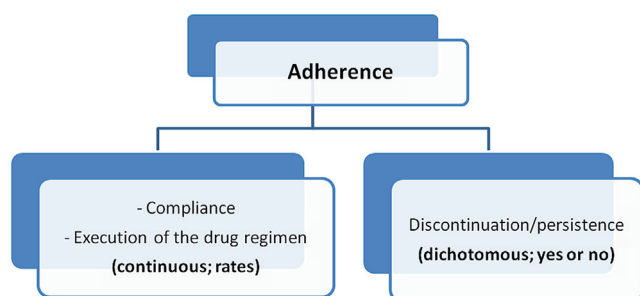 Adherence
- Compliance
- Execution of the drug regimen
(continuous; rates)
Discontinuation/persistence
(dichotomous; yes or no)